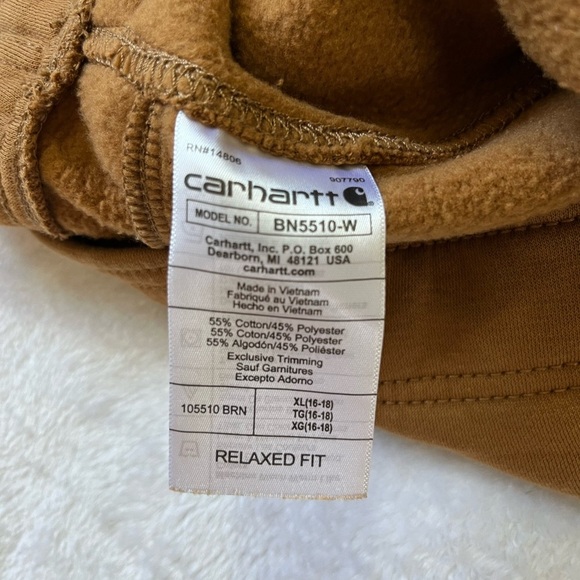 RN#14806
907790
carhartt
MODEL NO. BN5510-W
Carhartt, Inc. P.O. Box 600
Dearborn, MI 48121 USA
carhartt.com
Made in Vietnam
Fabriqué au Vietnam
Hecho en Vietnam
55% Cotton/45% Polyester
55% Coton/45% Polyester
55% Algodón/45% Poliéster
Exclusive Trimming
Sauf Garnitures
Excepto Adorno
105510 BRN
XL(16-18)
TG(16-18)
XG(16-18)
RELAXED FIT